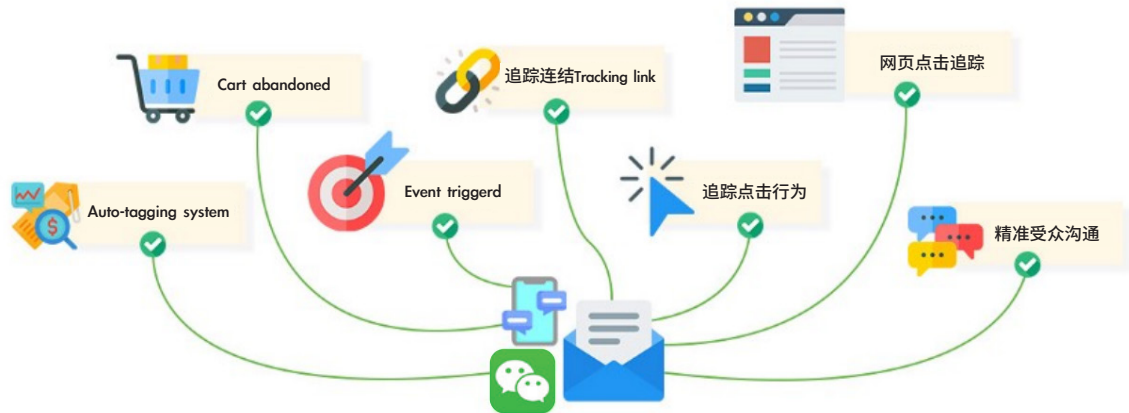 Cart abandoned
追踪连结Tracking link
网页点击追踪
Auto-tagging system
Event triggerd
追踪点击行为
精准受众沟通